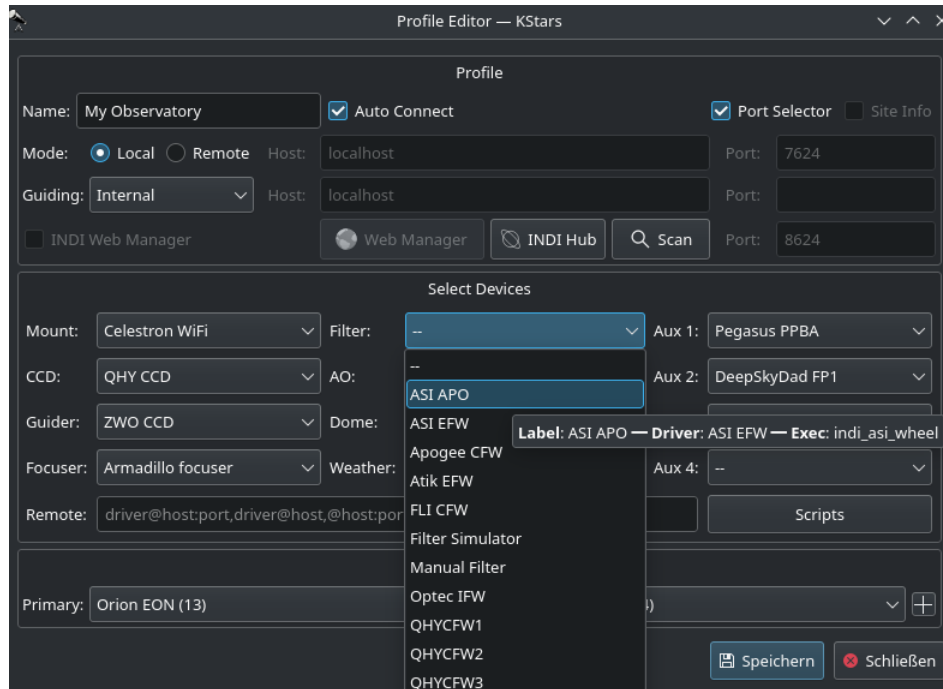 Profile Editor — KStars
Profile
Name: My Observatory Auto Connect Port Selector Site Info
Mode: Local Remote Host: localhost Port: 7624
Guiding: Internal Host: localhost Port:
INDI Web Manager Web Manager INDI Hub Scan Port: 8624
Select Devices
Mount: Celestron WiFi Filter: -- Aux 1: Pegasus PPBA
--
CCD: QHY CCD AO: Aux 2: DeepSkyDad FP1
ASI APO
Guider: ZWO CCD Dome: ASI EFW
Label: ASI APO — Driver: ASI EFW — Exec: indi_asi_wheel
Apogee CFW
Focuser: Armadillo focuser Weather: Aux 4: --
Atik EFW
Remote: driver@host:port,driver@host,@host:por FLI CFW Scripts
Filter Simulator
Manual Filter
Optec IFW
Primary: Orion EON (13) 4)
QHYCFW1
QHYCFW2
Speichern Schließen
QHYCFW3